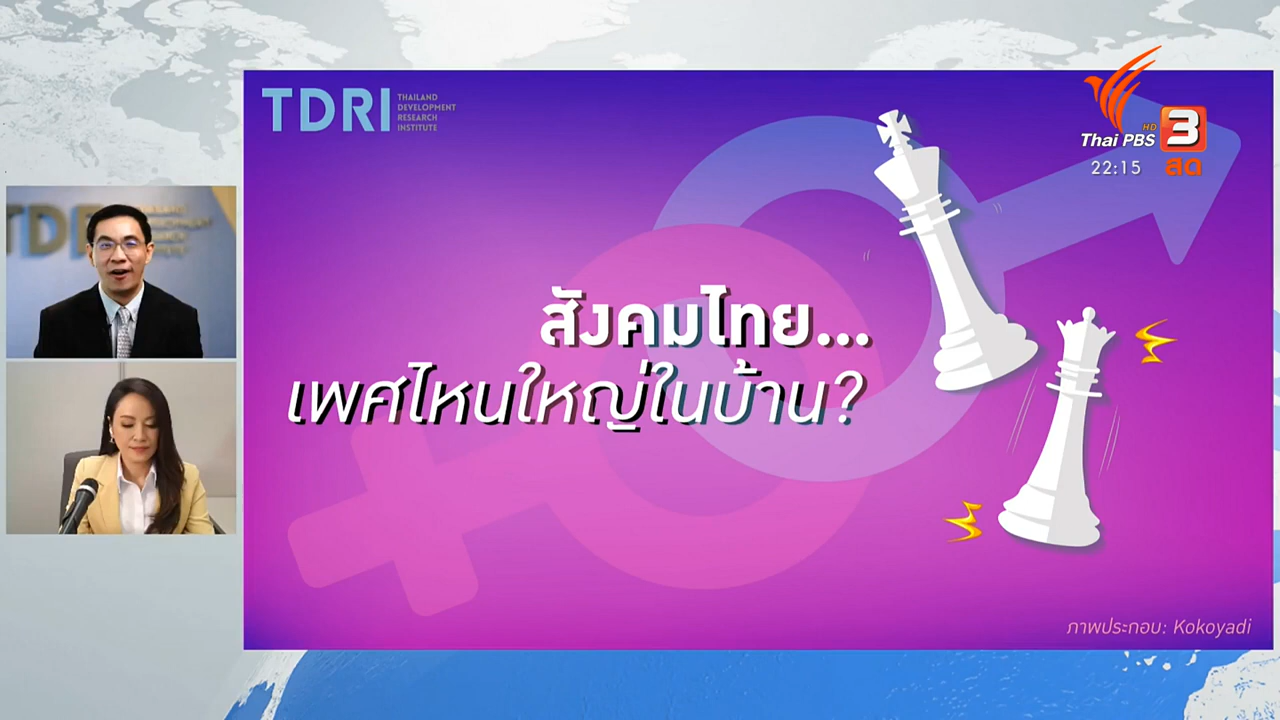 TDRI
THAILAND
DEVELOPMENT
RESEARCH
INSTITUTE
HD
Thai PBS 3
22:15 สด
สังคมไทย...
เพศไหนใหญ่ในบ้าน?
ภาพประกอบ: Kokoyadi